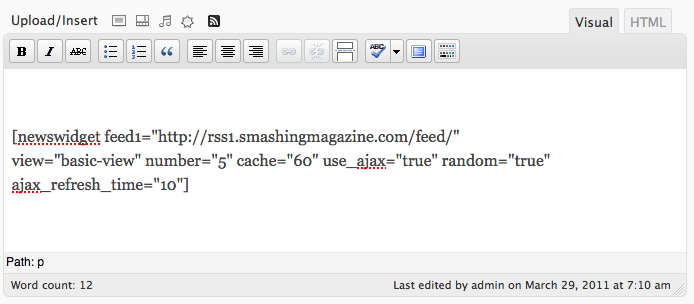 Upload/Insert
Visual HTML
B I ABC ABC
[newswidget feed1="http://rss1.smashingmagazine.com/feed/"
view="basic-view" number="5" cache="60" use_ajax="true" random="true"
ajax_refresh_time="10"]
Path: p
Word count: 12 Last edited by admin on March 29, 2011 at 7:10 am